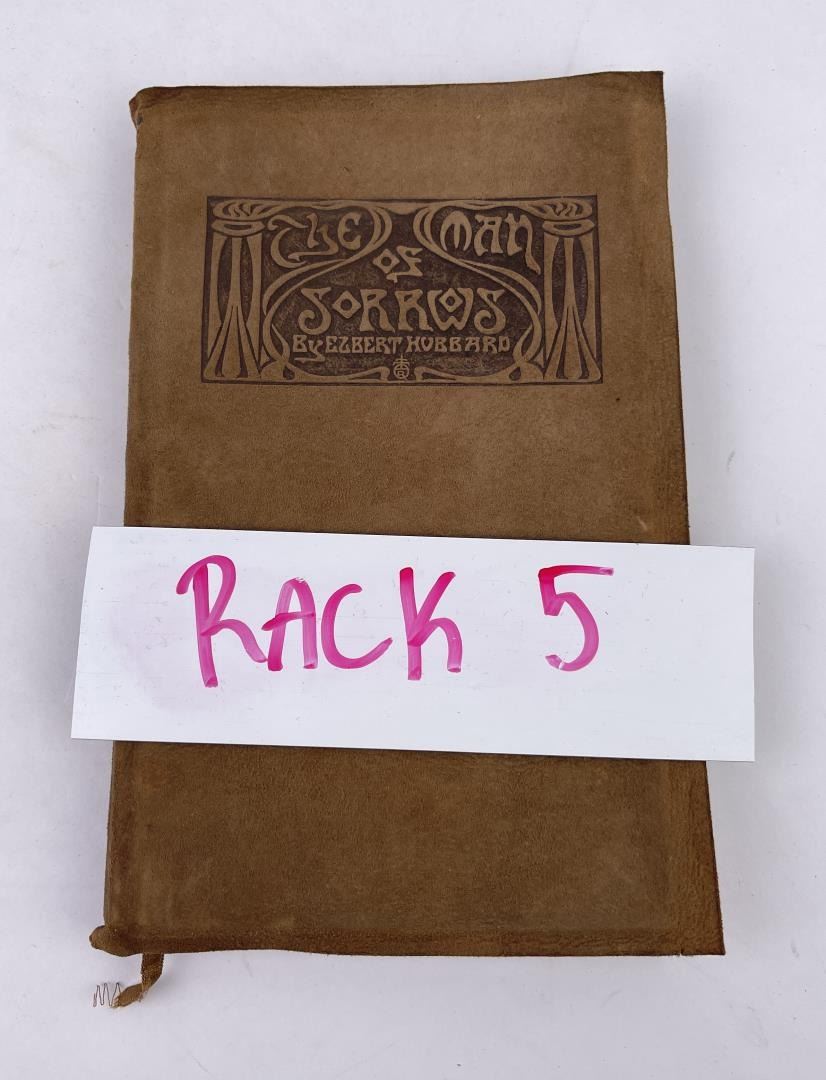 The Man
of
Sorrows
By Elbert Hubbard
RACK 5